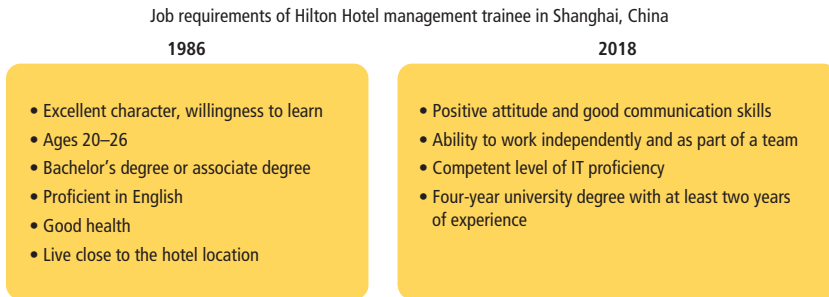 Job requirements of Hilton Hotel management trainee in Shanghai, China
1986
• Excellent character, willingness to learn
• Ages 20–26
• Bachelor’s degree or associate degree
• Proficient in English
• Good health
• Live close to the hotel location
2018
• Positive attitude and good communication skills
• Ability to work independently and as part of a team
• Competent level of IT proficiency
• Four-year university degree with at least two years
of experience